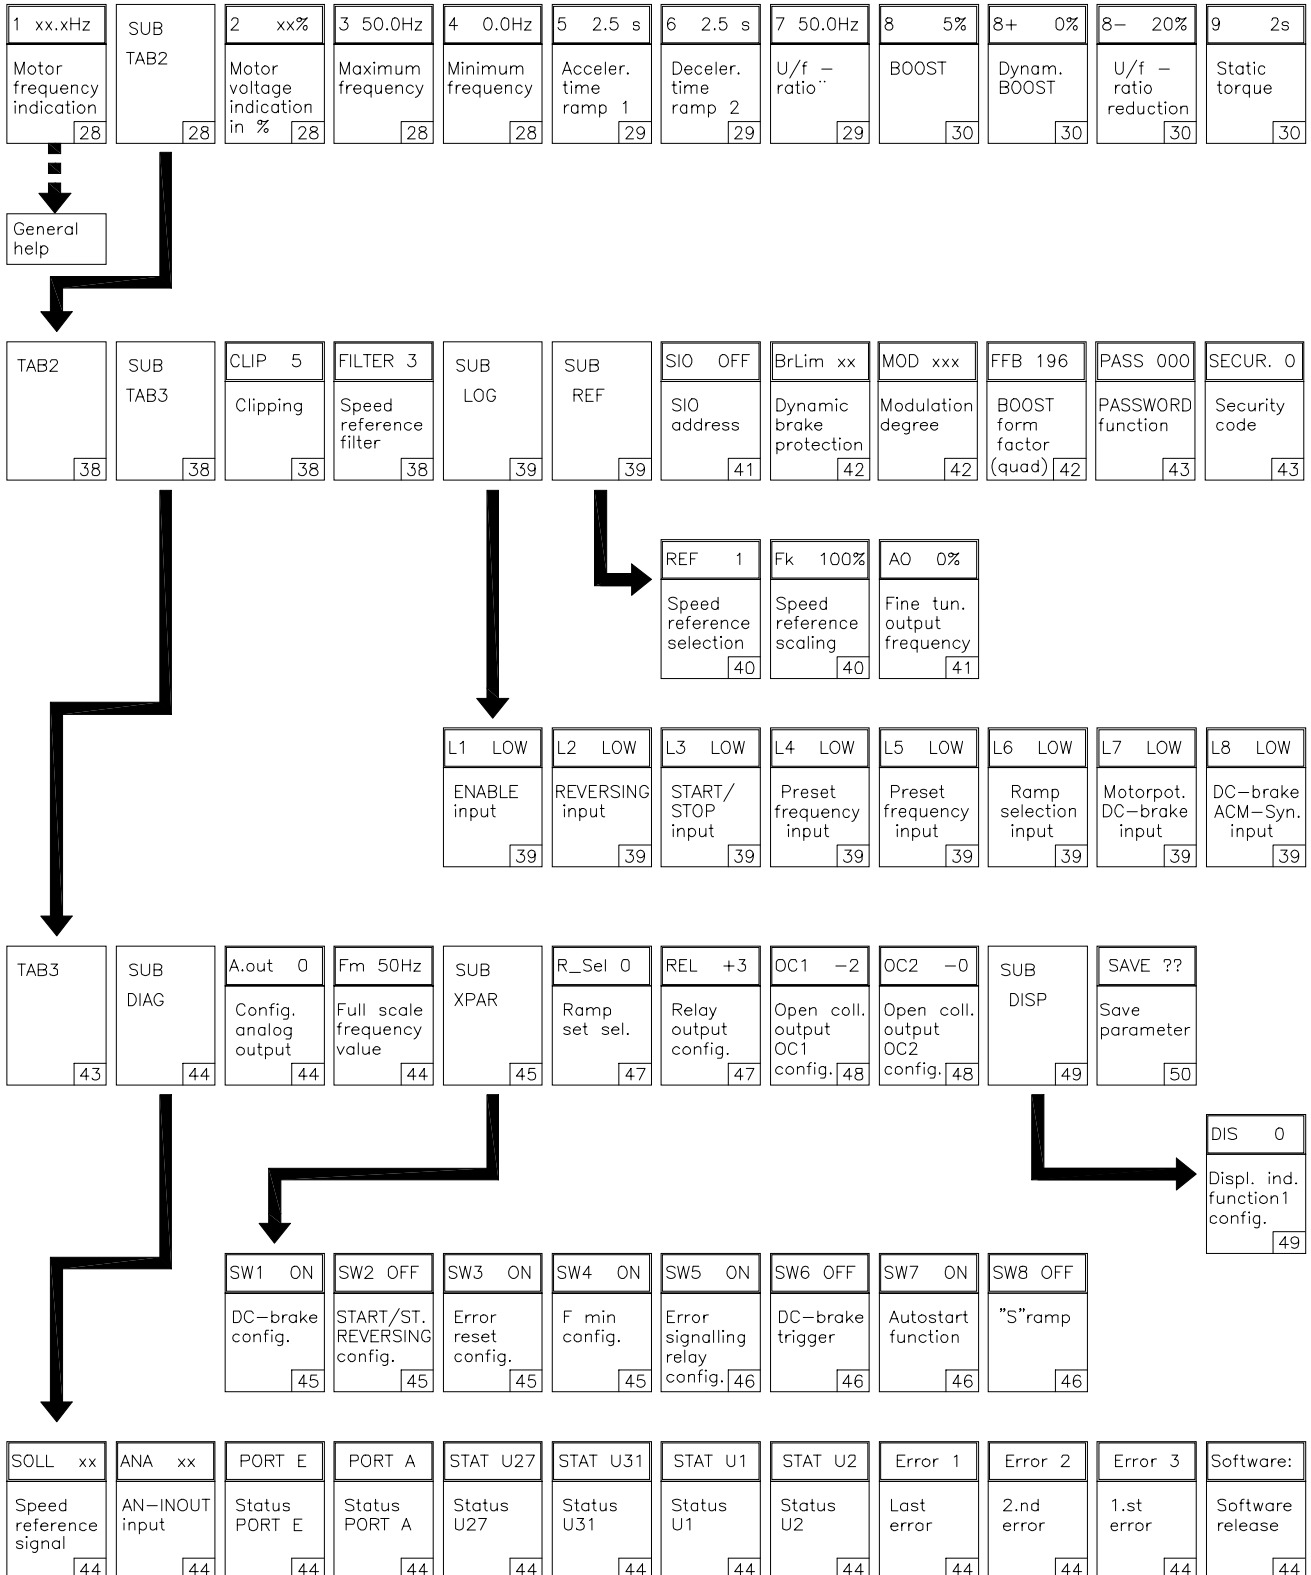 1 xx.xHz
Motor
frequency
indication
28
SUB
TAB2
28
2 xx%
Motor
voltage
indication
in % 28
3 50.0Hz
Maximum
frequency
28
4 0.0Hz
Minimum
frequency
28
5 2.5 s
Acceler.
time
ramp 1
29
6 2.5 s
Deceler.
time
ramp 2
29
7 50.0Hz
U/f –
ratio¨
29
8 5%
BOOST
30
8+ 0%
Dynam.
BOOST
30
8– 20%
U/f –
ratio
reduction
30
9 2s
Static
torque
30
General
help
TAB2
38
SUB
TAB3
38
CLIP 5
Clipping
38
FILTER 3
Speed
reference
filter
38
SUB
LOG
39
SUB
REF
39
SIO OFF
SIO
address
41
BrLim xx
Dynamic
brake
protection
42
MOD xxx
Modulation
degree
42
FFB 196
BOOST
form
factor
(quad) 42
PASS 000
PASSWORD
function
43
SECUR. 0
Security
code
43
REF 1
Speed
reference
selection
40
Fk 100%
Speed
reference
scaling
40
AO 0%
Fine tun.
output
frequency
41
L1 LOW
ENABLE
input
39
L2 LOW
REVERSING
input
39
L3 LOW
START/
STOP
input
39
L4 LOW
Preset
frequency
input
39
L5 LOW
Preset
frequency
input
39
L6 LOW
Ramp
selection
input
39
L7 LOW
Motorpot.
DC–brake
input
39
L8 LOW
DC–brake
ACM–Syn.
input
39
TAB3
43
SUB
DIAG
44
A.out 0
Config.
analog
output
44
Fm 50Hz
Full scale
frequency
value
44
SUB
XPAR
45
R_Sel 0
Ramp
set sel.
47
REL +3
Relay
output
config.
47
OC1 –2
Open coll.
output
OC1
config. 48
OC2 –0
Open coll.
output
OC2
config. 48
SUB
DISP
49
SAVE ??
Save
parameter
50
DIS 0
Displ. ind.
function1
config.
49
SW1 ON
DC–brake
config.
45
SW2 OFF
START/ST.
REVERSING
config.
45
SW3 ON
Error
reset
config.
45
SW4 ON
F min
config.
45
SW5 ON
Error
signalling
relay
config. 46
SW6 OFF
DC–brake
trigger
46
SW7 ON
Autostart
function
46
SW8 OFF
"S"ramp
46
SOLL xx
Speed
reference
signal
44
ANA xx
AN–INOUT
input
44
PORT E
Status
PORT E
44
PORT A
Status
PORT A
44
STAT U27
Status
U27
44
STAT U31
Status
U31
44
STAT U1
Status
U1
44
STAT U2
Status
U2
44
Error 1
Last
error
44
Error 2
2.nd
error
44
Error 3
1.st
error
44
Software:
Software
release
44